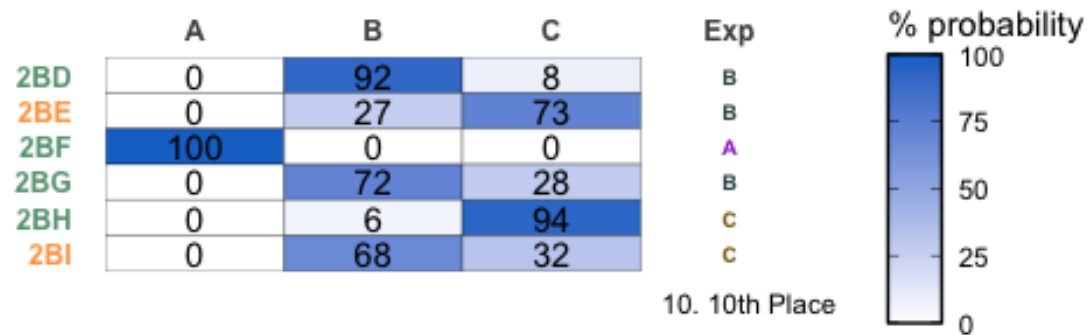 A B C Exp % probability
2BD 0 92 8 B 100
2BE 0 27 73 B
2BF 100 0 0 A 75
2BG 0 72 28 B 50
2BH 0 6 94 C
2BI 0 68 32 C 25
10. 10th Place 0